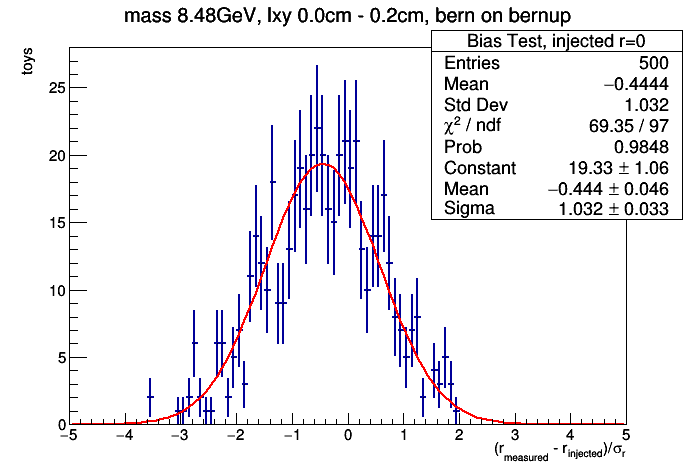 mass 8.48GeV, lxy 0.0cm - 0.2cm, bern on bernup
Bias Test, injected r=0
Entries 500
Mean −0.4444
Std Dev 1.032
χ² / ndf 69.35 / 97
Prob 0.9848
Constant 19.33 ± 1.06
Mean −0.444 ± 0.046
Sigma 1.032 ± 0.033
toys
25
20
15
10
5
0
−5 −4 −3 −2 −1 0 1 2 3 4 5
(r_measured - r_injected)/σ_r